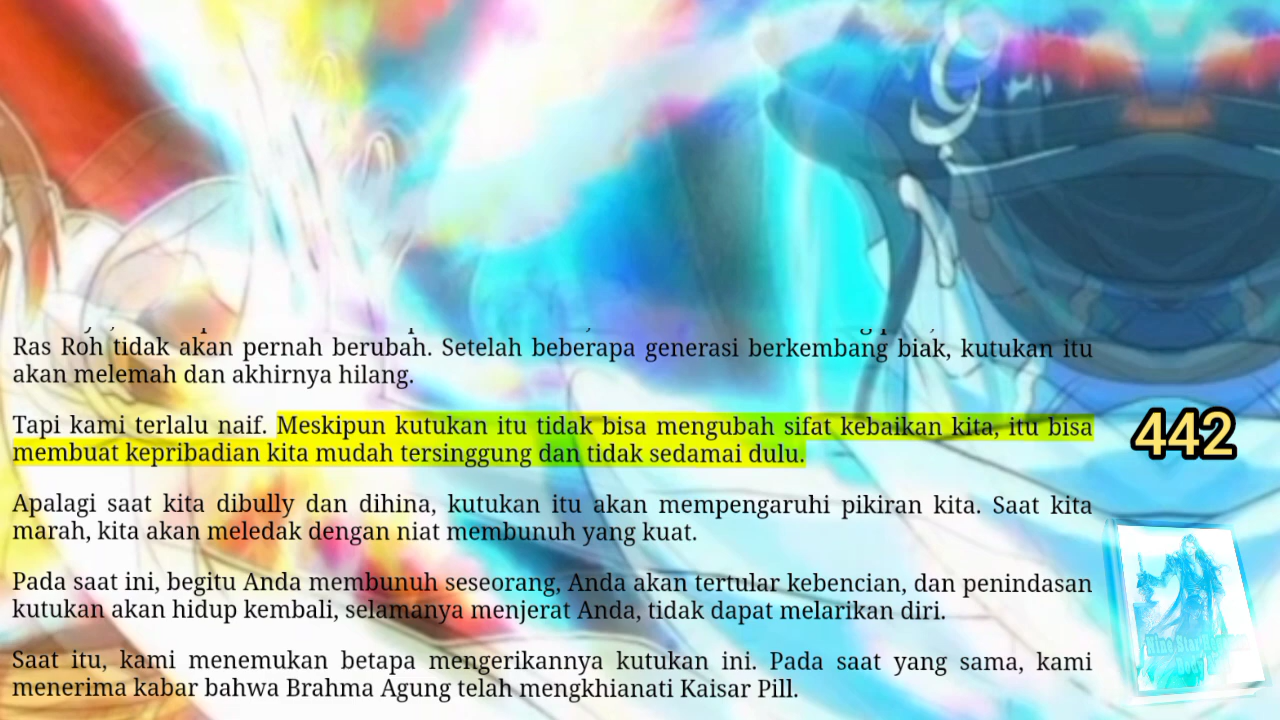 Ras Roh tidak akan pernah berubah. Setelah beberapa generasi berkembang biak, kutukan itu
akan melemah dan akhirnya hilang.
Tapi kami terlalu naif. Meskipun kutukan itu tidak bisa mengubah sifat kebaikan kita, itu bisa
membuat kepribadian kita mudah tersinggung dan tidak sedamai dulu.
442
Apalagi saat kita dibully dan dihina, kutukan itu akan mempengaruhi pikiran kita. Saat kita
marah, kita akan meledak dengan niat membunuh yang kuat.
Pada saat ini, begitu Anda membunuh seseorang, Anda akan tertular kebencian, dan penindasan
kutukan akan hidup kembali, selamanya menjerat Anda, tidak dapat melarikan diri.
Saat itu, kami menemukan betapa mengerikannya kutukan ini. Pada saat yang sama, kami
menerima kabar bahwa Brahma Agung telah mengkhianati Kaisar Pill.
Nine Star